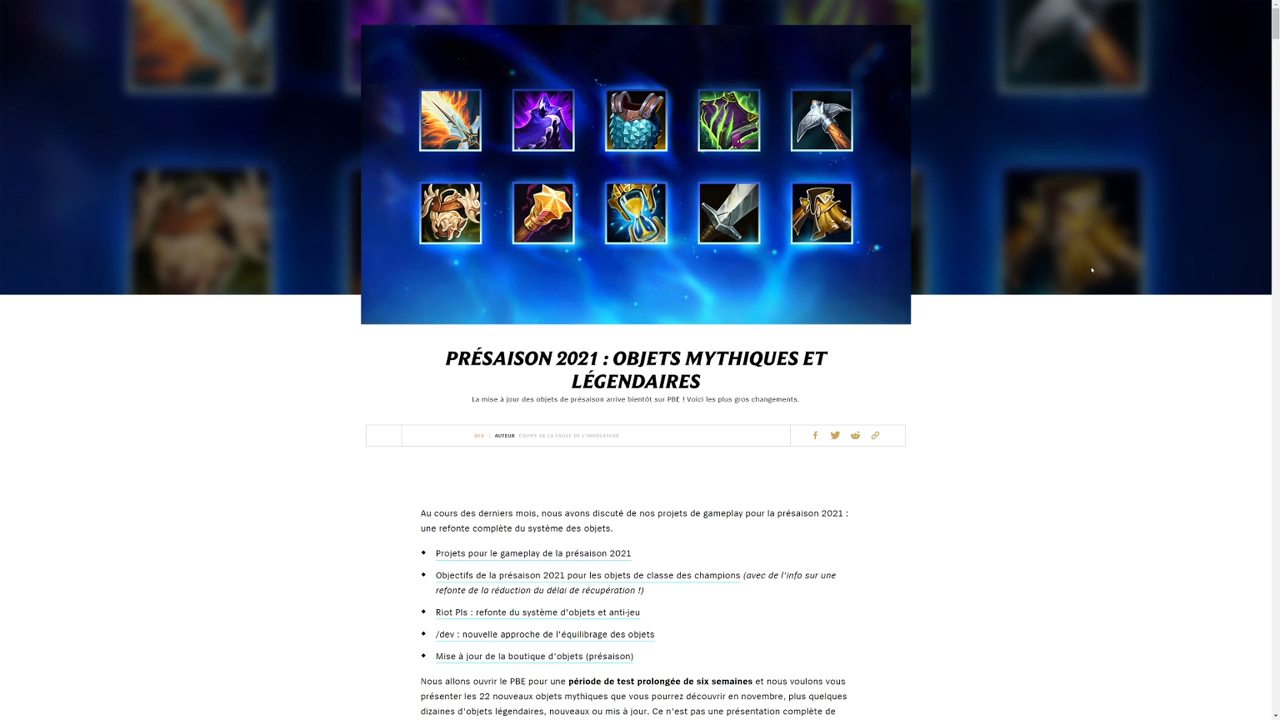 PRÉSAISON 2021 : OBJETS MYTHIQUES ET
LÉGENDAIRES
La mise à jour des objets de présaison arrive bientôt sur PBE ! Voici les plus gros changements.
DEV | AUTEUR ÉQUIPE DE LA FAILLE DE L'INVOCATEUR
Au cours des derniers mois, nous avons discuté de nos projets de gameplay pour la présaison 2021 :
une refonte complète du système des objets.
Projets pour le gameplay de la présaison 2021
Objectifs de la présaison 2021 pour les objets de classe des champions (avec de l'info sur une
refonte de la réduction du délai de récupération !)
Riot Pls : refonte du système d'objets et anti-jeu
/dev : nouvelle approche de l'équilibrage des objets
Mise à jour de la boutique d'objets (présaison)
Nous allons ouvrir le PBE pour une période de test prolongée de six semaines et nous voulons vous
présenter les 22 nouveaux objets mythiques que vous pourrez découvrir en novembre, plus quelques
dizaines d'objets légendaires, nouveaux ou mis à jour. Ce n'est pas une présentation complète de